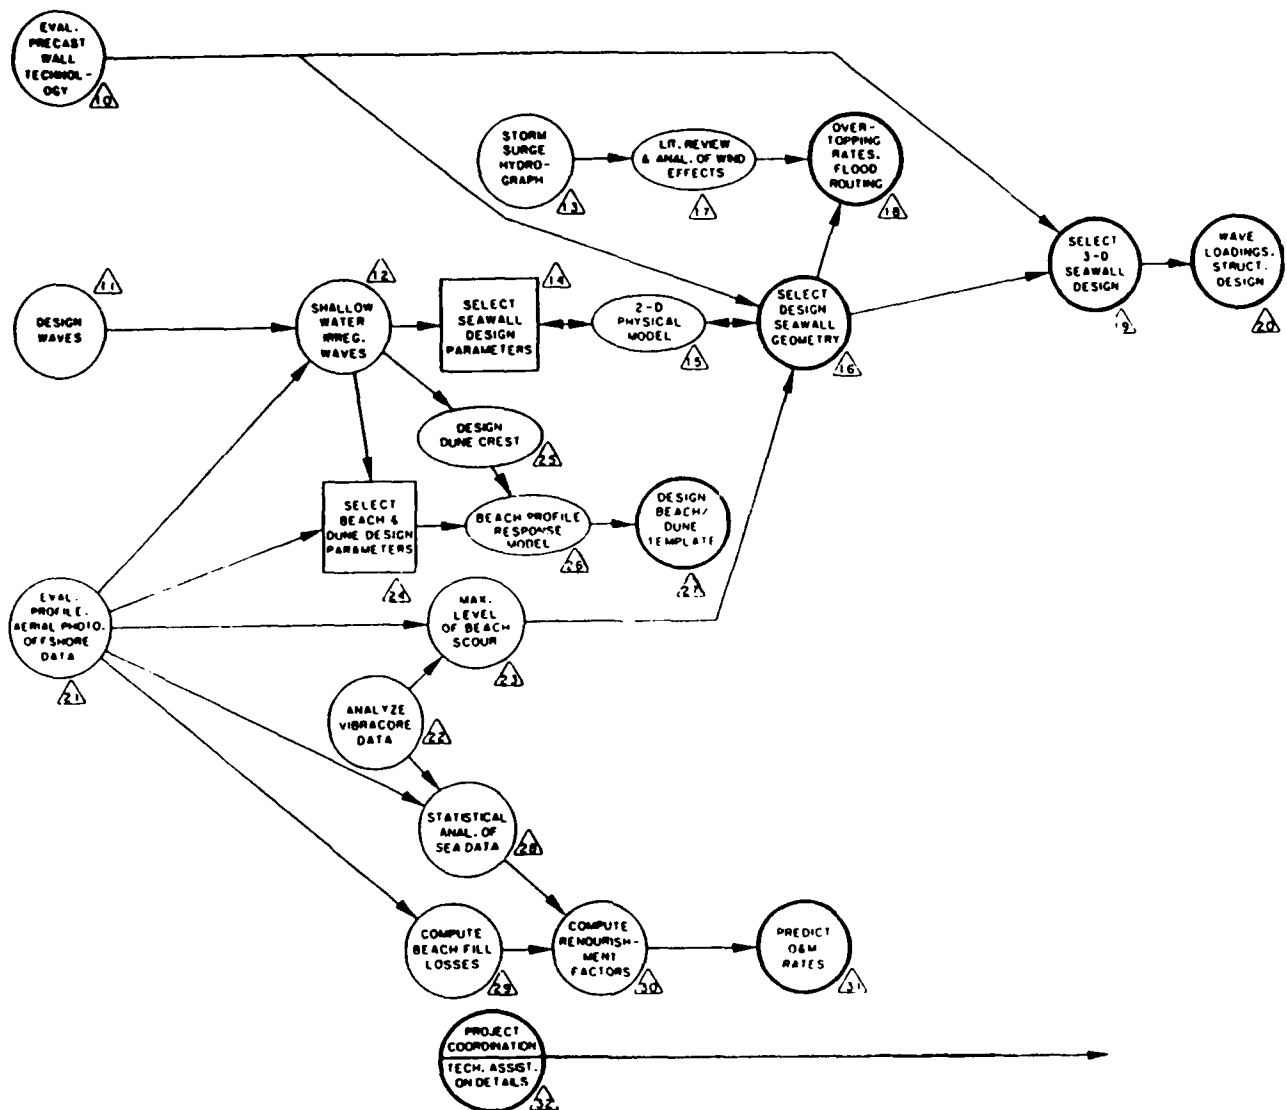 EVAL.
PRECAST
WALL
TECHNOL-
OGY
10
STORM
SURGE
HYDRO-
GRAPH
13
LIT. REVIEW
& ANAL. OF WIND
EFFECTS
17
OVER-
TOPPING
RATES.
FLOOD
ROUTING
18
SELECT
3-D
SEAWALL
DESIGN
19
WAVE
LOADINGS.
STRUCT.
DESIGN
20
11
DESIGN
WAVES
12
SHALLOW
WATER
IRREG.
WAVES
14
SELECT
SEAWALL
DESIGN
PARAMETERS
2-D
PHYSICAL
MODEL
15
SELECT
DESIGN
SEAWALL
GEOMETRY
16
DESIGN
DUNE CREST
25
SELECT
BEACH &
DUNE DESIGN
PARAMETERS
24
BEACH PROFILE
RESPONSE
MODEL
26
DESIGN
BEACH/
DUNE
TEMPLATE
27
EVAL.
PROFILE.
AERIAL PHOTO.
OFFSHORE
DATA
21
MAX.
LEVEL
OF BEACH
SCOUR
23
ANALYZE
VIBRACORE
DATA
22
STATISTICAL
ANAL. OF
SEA DATA
28
COMPUTE
BEACH FILL
LOSSES
29
COMPUTE
RENOURISH-
MENT
FACTORS
30
PREDICT
O&M
RATES
31
PROJECT
COORDINATION
TECH. ASSIST.
ON DETAILS
32